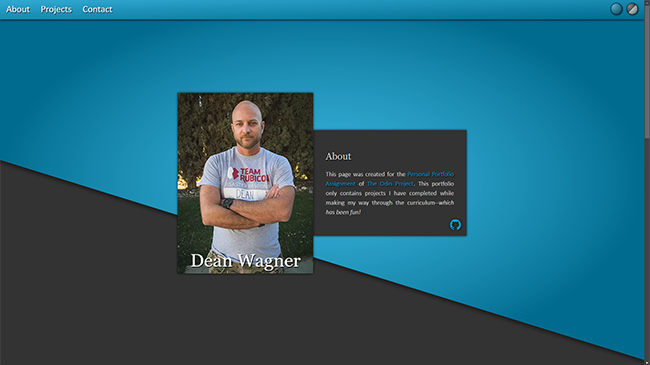 About Projects Contact
TEAM
RUBICO
DEAN
Dean Wagner
About
This page was created for the Personal Portfolio
Assignment of The Odin Project. This portfolio
only contains projects I have completed while
making my way through the curriculum--which
has been fun!